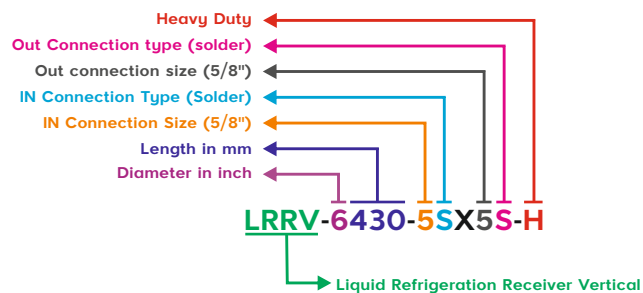 Heavy Duty
Out Connection type (solder)
Out connection size (5/8")
IN Connection Type (Solder)
IN Connection Size (5/8")
Length in mm
Diameter in inch
LRRV-6430-5SX5S-H
Liquid Refrigeration Receiver Vertical